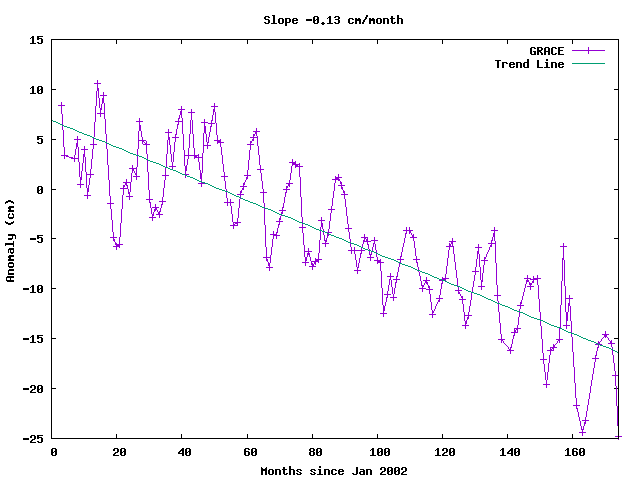 Slope -0.13 cm/month
15
10
5
0
-5
-10
-15
-20
-25
Anomaly (cm)
GRACE
Trend Line
0 20 40 60 80 100 120 140 160
Months since Jan 2002